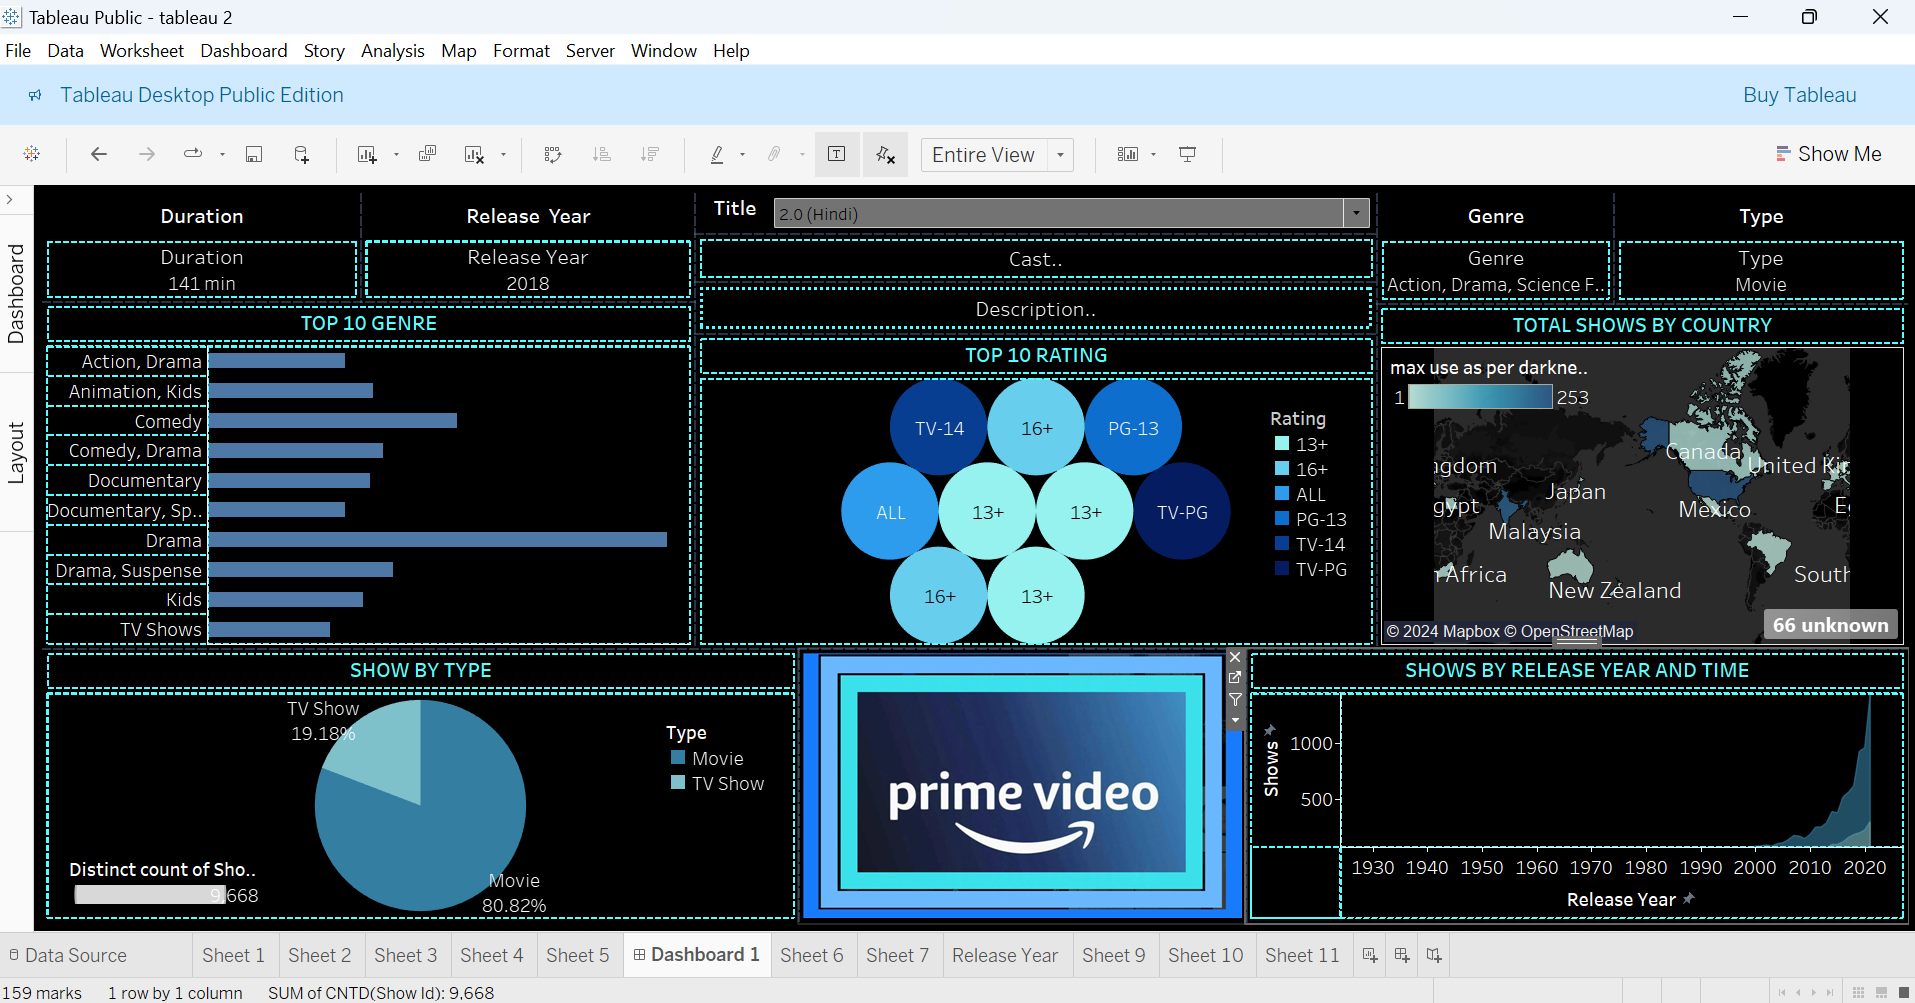 Tableau Public - tableau 2
File Data Worksheet Dashboard Story Analysis Map Format Server Window Help
Tableau Desktop Public Edition
Buy Tableau
Entire View
Show Me
Dashboard
Layout
Duration
Release Year
Title
2.0 (Hindi)
Genre
Type
Duration
141 min
Release Year
2018
Cast..
Description..
Genre
Action, Drama, Science F..
Type
Movie
TOP 10 GENRE
Action, Drama
Animation, Kids
Comedy
Comedy, Drama
Documentary
Documentary, Sp..
Drama
Drama, Suspense
Kids
TV Shows
TOP 10 RATING
TV-14
16+
PG-13
ALL
13+
13+
TV-PG
16+
13+
Rating
13+
16+
ALL
PG-13
TV-14
TV-PG
TOTAL SHOWS BY COUNTRY
max use as per darkne..
1
253
Canada
United Kin
ngdom
Japan
gypt
Mexico
E
Malaysia
Africa
South
New Zealand
66 unknown
© 2024 Mapbox © OpenStreetMap
SHOW BY TYPE
TV Show
19.18%
Movie
80.82%
Type
Movie
TV Show
Distinct count of Sho..
9,668
prime video
SHOWS BY RELEASE YEAR AND TIME
Shows
1000
500
1930 1940 1950 1960 1970 1980 1990 2000 2010 2020
Release Year
Data Source
Sheet 1 Sheet 2 Sheet 3 Sheet 4 Sheet 5 Dashboard 1 Sheet 6 Sheet 7 Release Year Sheet 9 Sheet 10 Sheet 11
159 marks 1 row by 1 column SUM of CNTD(Show Id): 9,668